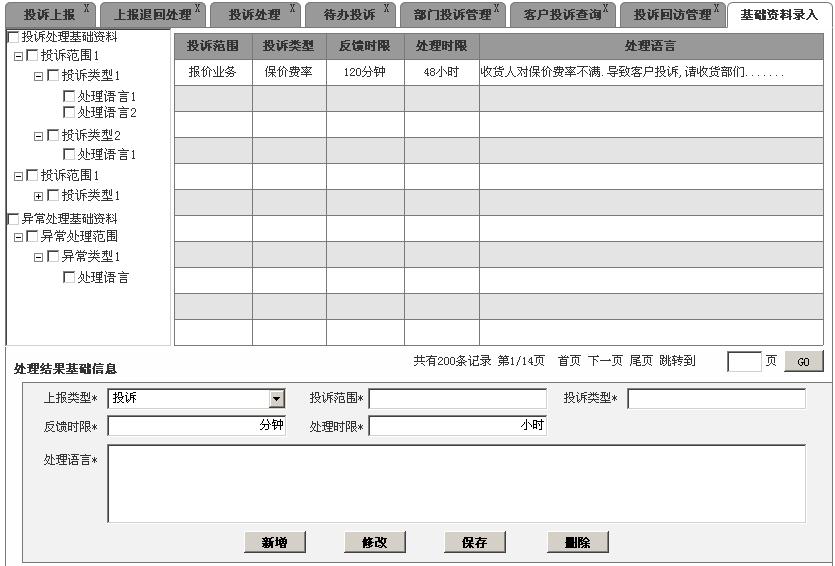 投诉上报 X 上报退回处理 X 投诉处理 X 待办投诉 X 部门投诉管理 X 客户投诉查询 X 投诉回访管理 X 基础资料录入
投诉处理基础资料
投诉范围1
投诉类型1
处理语言1
处理语言2
投诉类型2
处理语言1
投诉范围1
投诉类型1
异常处理基础资料
异常处理范围
异常类型1
处理语言
投诉范围 投诉类型 反馈时限 处理时限 处理语言
报价业务 保价费率 120分钟 48小时 收货人对保价费率不满.导致客户投诉,请收货部们.......
共有200条记录 第1/14页 首页 下一页 尾页 跳转到 页 GO
处理结果基础信息
上报类型* 投诉 投诉范围* 投诉类型*
反馈时限* 分钟 处理时限* 小时
处理语言*
新增 修改 保存 删除